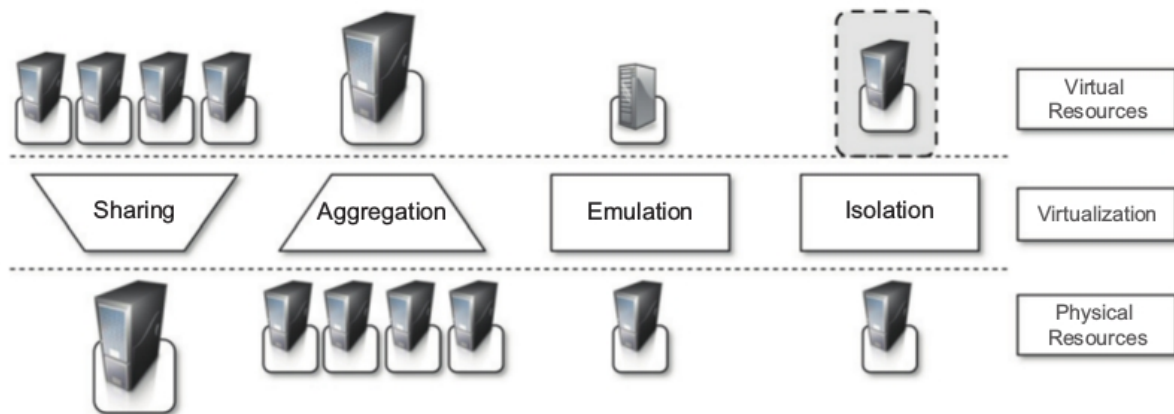 Virtual
Resources
Sharing
Aggregation
Emulation
Isolation
Virtualization
Physical
Resources